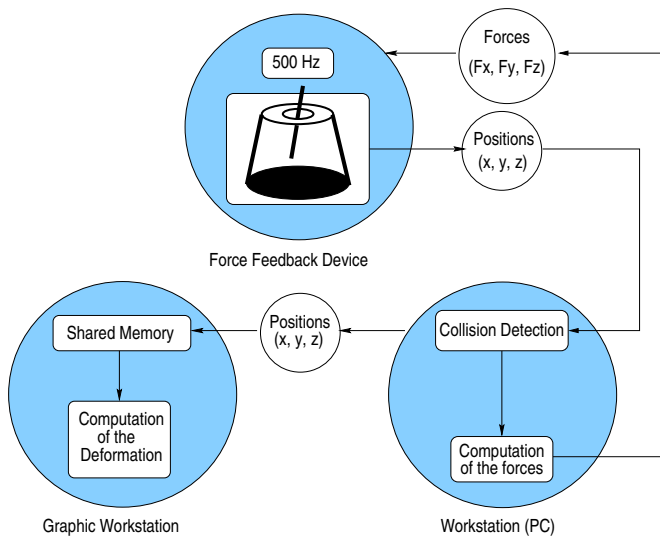 Forces
(Fx, Fy, Fz)
500 Hz
Positions
(x, y, z)
Force Feedback Device
Shared Memory
Positions
(x, y, z)
Collision Detection
Computation
of the
Deformation
Computation
of the forces
Graphic Workstation
Workstation (PC)